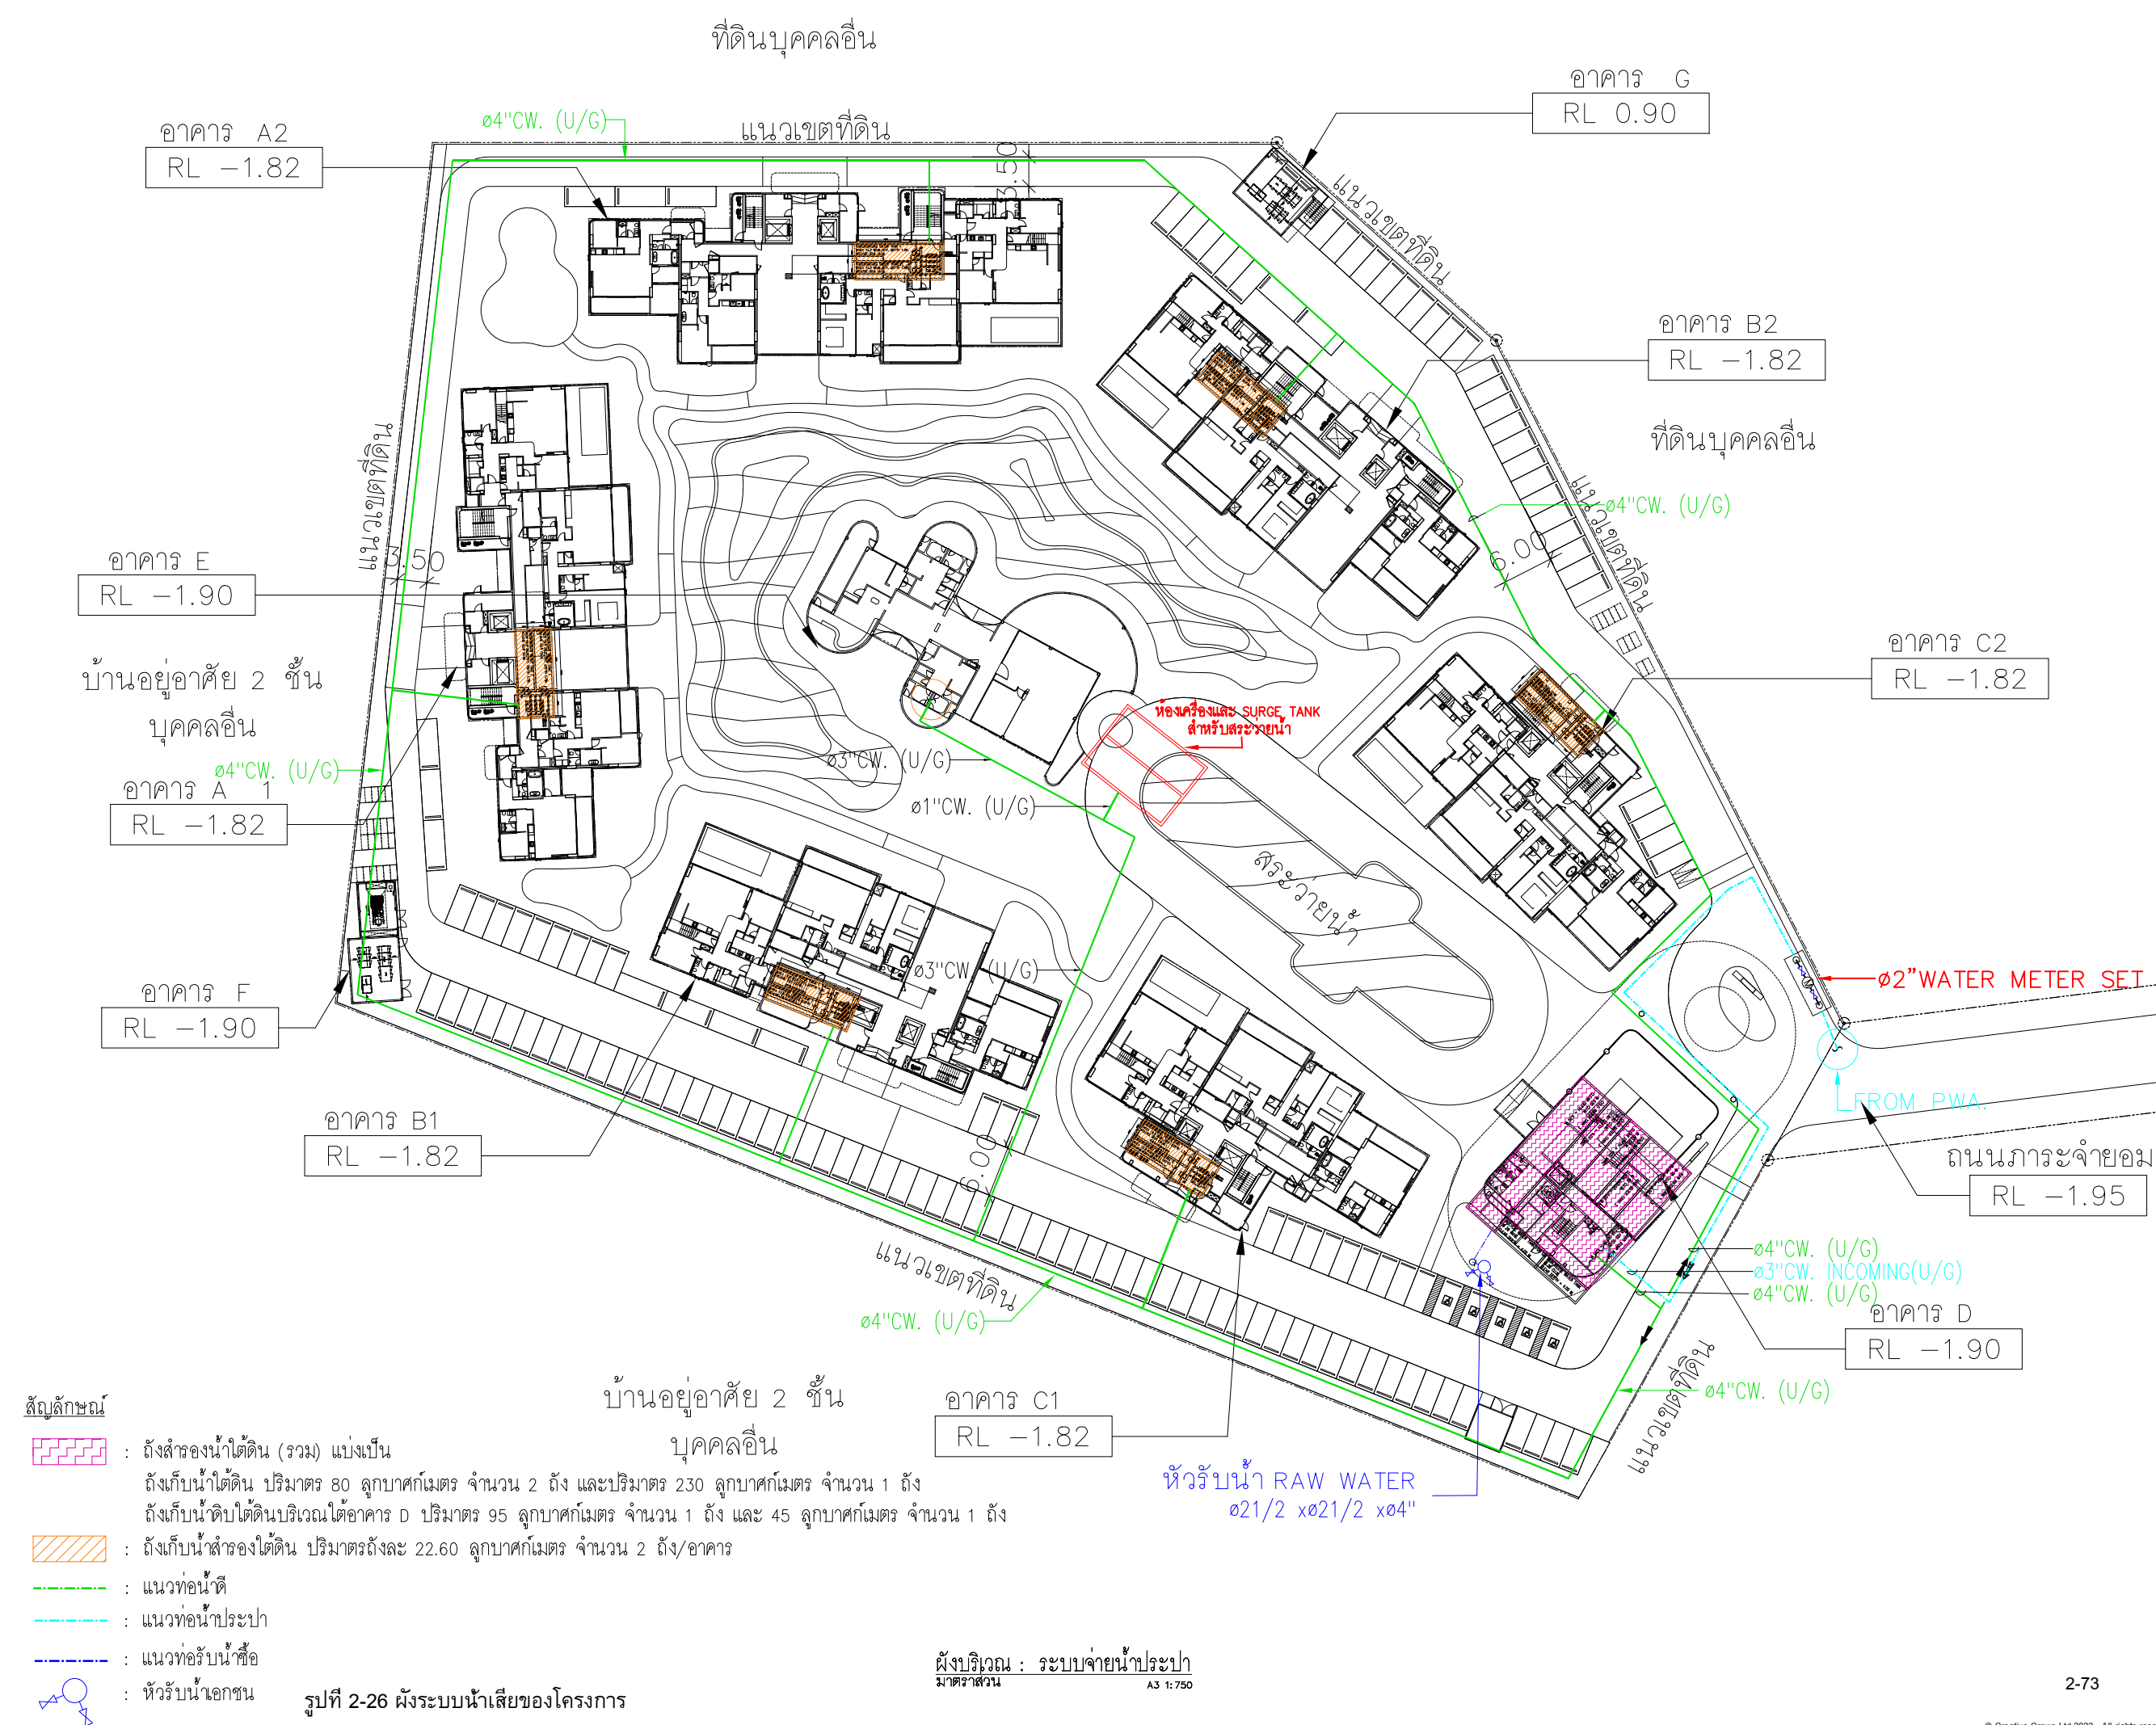 ที่ดินบุคคลอื่น
อาคาร G
RL 0.90
ø4"CW. (U/G)
แนวเขตที่ดิน
อาคาร A2
RL −1.82
3.50
แนวเขตที่ดิน
อาคาร B2
RL −1.82
ที่ดินบุคคลอื่น
แนวเขตที่ดิน
ø4"CW. (U/G)
แนวเขตที่ดิน
6.00
3.50
อาคาร E
RL −1.90
อาคาร C2
RL −1.82
บ้านอยู่อาศัย 2 ชั้น
บุคคลอื่น
ห้องเครื่องและ SURGE TANK
สำหรับสระว่ายน้ำ
ø3"CW. (U/G)
ø4"CW. (U/G)
อาคาร A 1
RL −1.82
ø1"CW. (U/G)
สระว่ายน้ำ
ø3"CW. (U/G)
ø2"WATER METER SET
อาคาร F
RL −1.90
FROM PWA.
อาคาร B1
RL −1.82
6.00
ถนนภาระจำยอม
RL −1.95
แนวเขตที่ดิน
ø4"CW. (U/G)
ø4"CW. (U/G)
ø3"CW. INCOMING(U/G)
ø4"CW. (U/G)
อาคาร D
RL −1.90
แนวเขตที่ดิน
ø4"CW. (U/G)
บ้านอยู่อาศัย 2 ชั้น
บุคคลอื่น
อาคาร C1
RL −1.82
หัวรับน้ำ RAW WATER
ø21/2 xø21/2 xø4"
สัญลักษณ์
: ถังสำรองน้ำใต้ดิน (รวม) แบ่งเป็น
ถังเก็บน้ำใต้ดิน ปริมาตร 80 ลูกบาศก์เมตร จำนวน 2 ถัง และปริมาตร 230 ลูกบาศก์เมตร จำนวน 1 ถัง
ถังเก็บน้ำดิบใต้ดินบริเวณใต้อาคาร D ปริมาตร 95 ลูกบาศก์เมตร จำนวน 1 ถัง และ 45 ลูกบาศก์เมตร จำนวน 1 ถัง
: ถังเก็บน้ำสำรองใต้ดิน ปริมาตรถังละ 22.60 ลูกบาศก์เมตร จำนวน 2 ถัง/อาคาร
: แนวท่อน้ำดี
: แนวท่อน้ำประปา
: แนวท่อรับน้ำซื้อ
: หัวรับน้ำเอกชน
รูปที่ 2-26 ผังระบบน้ำเสียของโครงการ
ผังบริเวณ : ระบบจ่ายน้ำประปา
มาตราส่วน A3 1:750
2-73